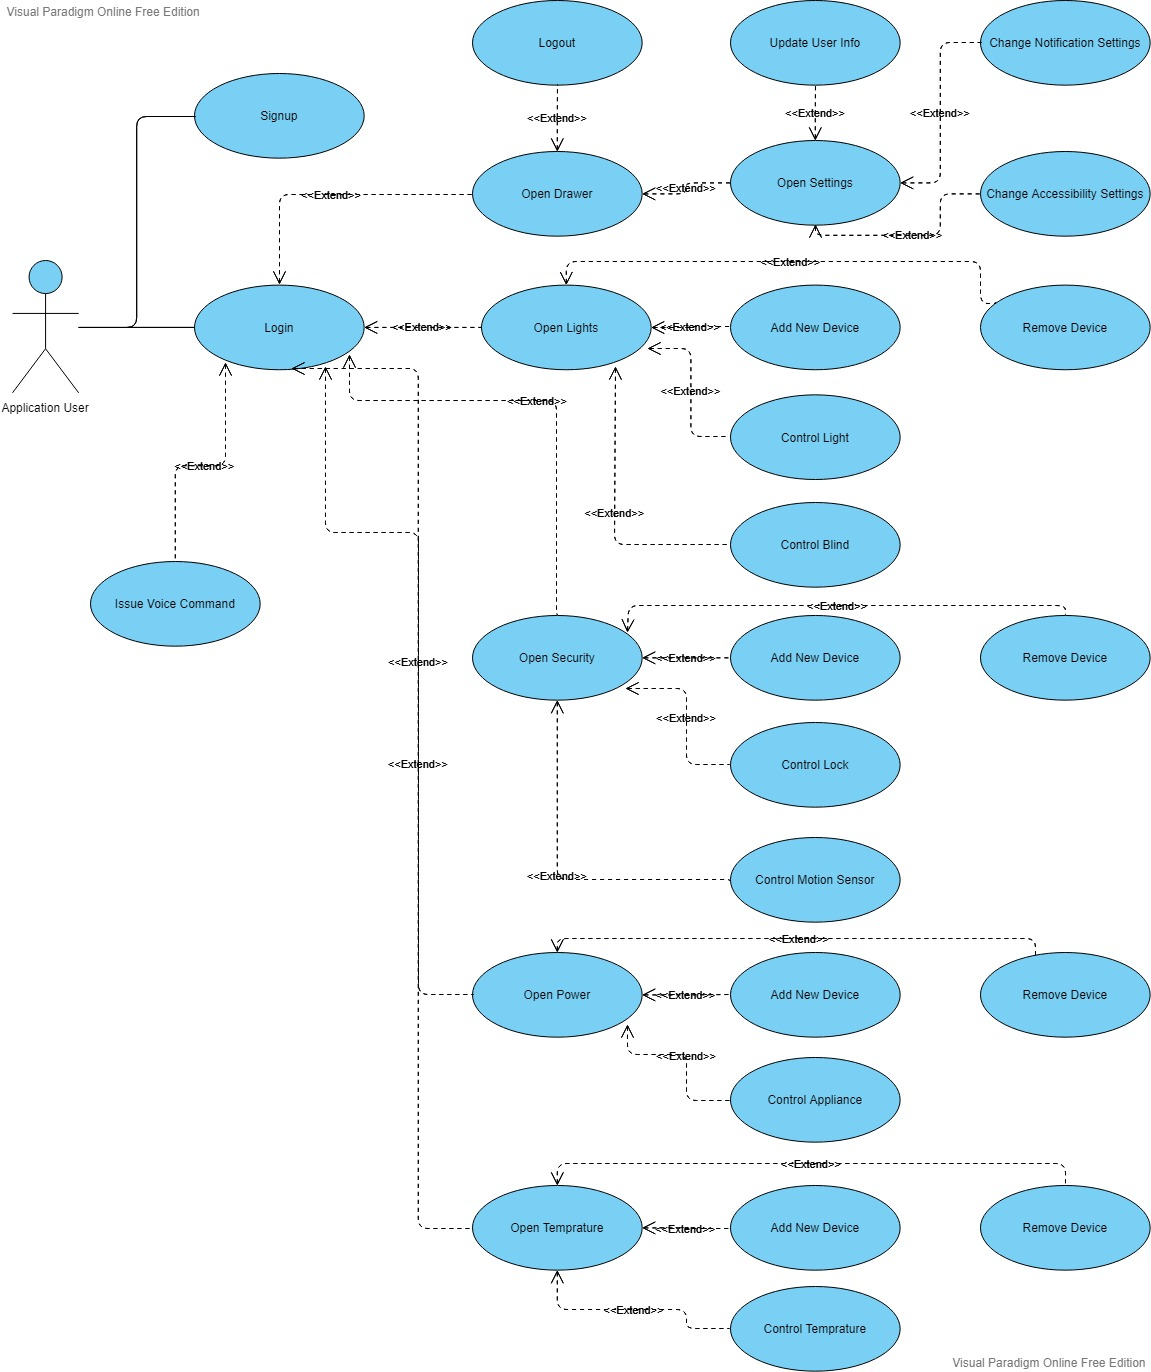 Visual Paradigm Online Free Edition
Logout
Update User Info
Change Notification Settings
Signup
<<Extend>>
<<Extend>>
<<Extend>>
Open Drawer
Open Settings
Change Accessibility Settings
<<Extend>>
<<Extend>>
<<Extend>>
<<Extend>>
Login
<<Extend>>
Open Lights
<<Extend>>
Add New Device
Remove Device
Application User
<<Extend>>
<<Extend>>
Control Light
<<Extend>>
<<Extend>>
Control Blind
Issue Voice Command
<<Extend>>
<<Extend>>
Open Security
<<Extend>>
Add New Device
Remove Device
<<Extend>>
<<Extend>>
Control Lock
<<Extend>>
Control Motion Sensor
<<Extend>>
Open Power
<<Extend>>
Add New Device
Remove Device
<<Extend>>
Control Appliance
<<Extend>>
Open Temprature
<<Extend>>
Add New Device
Remove Device
<<Extend>>
Control Temprature
Visual Paradigm Online Free Edition